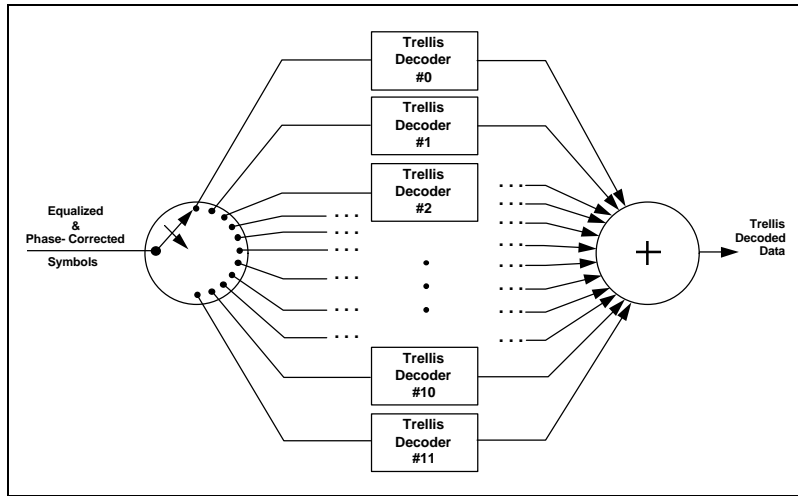 Trellis
Decoder
#0
Trellis
Decoder
#1
Trellis
Decoder
#2
Equalized
&
Phase- Corrected
Symbols
. . .
. . .
. . .
. . .
. . .
. . .
. . .
. . .
. . .
. . .
. . .
. . .
. . .
+
Trellis
Decoded
Data
Trellis
Decoder
#10
Trellis
Decoder
#11